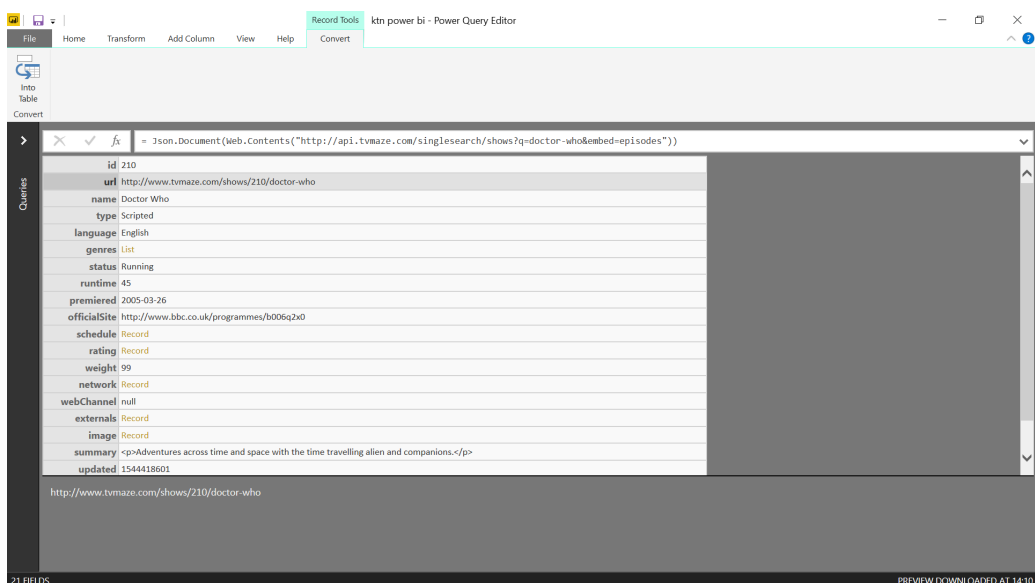 Record Tools ktn power bi - Power Query Editor
File Home Transform Add Column View Help Convert
Into
Table
Convert
fx = Json.Document(Web.Contents("http://api.tvmaze.com/singlesearch/shows?q=doctor-who&embed=episodes"))
Queries
id 210
url http://www.tvmaze.com/shows/210/doctor-who
name Doctor Who
type Scripted
language English
genres List
status Running
runtime 45
premiered 2005-03-26
officialSite http://www.bbc.co.uk/programmes/b006q2x0
schedule Record
rating Record
weight 99
network Record
webChannel null
externals Record
image Record
summary <p>Adventures across time and space with the time travelling alien and companions.</p>
updated 1544418601
http://www.tvmaze.com/shows/210/doctor-who
21 FIELDS PREVIEW DOWNLOADED AT 14:10